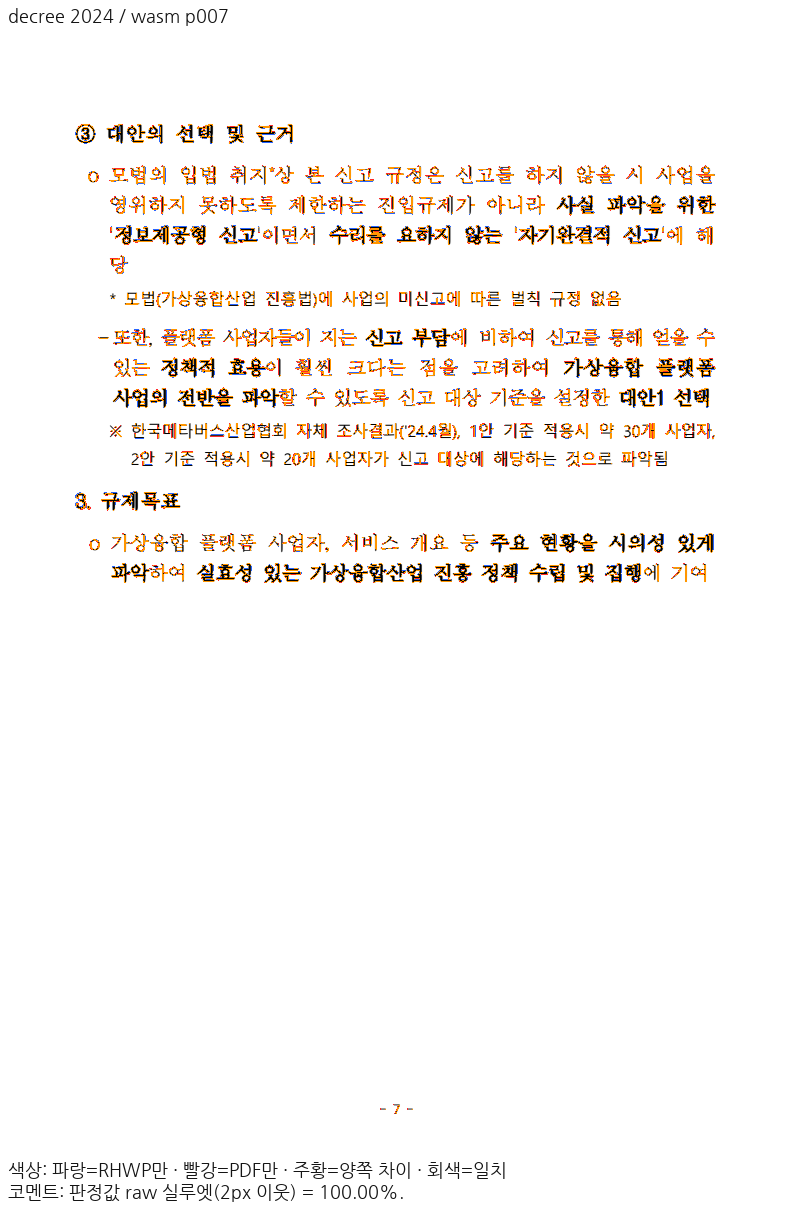 decree 2024 / wasm p007
③ 대안의 선택 및 근거
o 모법의 입법 취지*상 본 신고 규정은 신고를 하지 않을 시 사업을
영위하지 못하도록 제한하는 진입규제가 아니라 사실 파악을 위한
'정보제공형 신고'이면서 수리를 요하지 않는 '자기완결적 신고'에 해
당
* 모법(가상융합산업 진흥법)에 사업의 미신고에 따른 벌칙 규정 없음
- 또한, 플랫폼 사업자들이 지는 신고 부담에 비하여 신고를 통해 얻을 수
있는 정책적 효용이 훨씬 크다는 점을 고려하여 가상융합 플랫폼
사업의 전반을 파악할 수 있도록 신고 대상 기준을 설정한 대안1 선택
※ 한국메타버스산업협회 자체 조사결과('24.4월), 1안 기준 적용시 약 30개 사업자,
2안 기준 적용시 약 20개 사업자가 신고 대상에 해당하는 것으로 파악됨
3. 규제목표
o 가상융합 플랫폼 사업자, 서비스 개요 등 주요 현황을 시의성 있게
파악하여 실효성 있는 가상융합산업 진흥 정책 수립 및 집행에 기여
- 7 -
색상: 파랑=RHWP만 · 빨강=PDF만 · 주황=양쪽 차이 · 회색=일치
코멘트: 판정값 raw 실루엣(2px 이웃) = 100.00%.